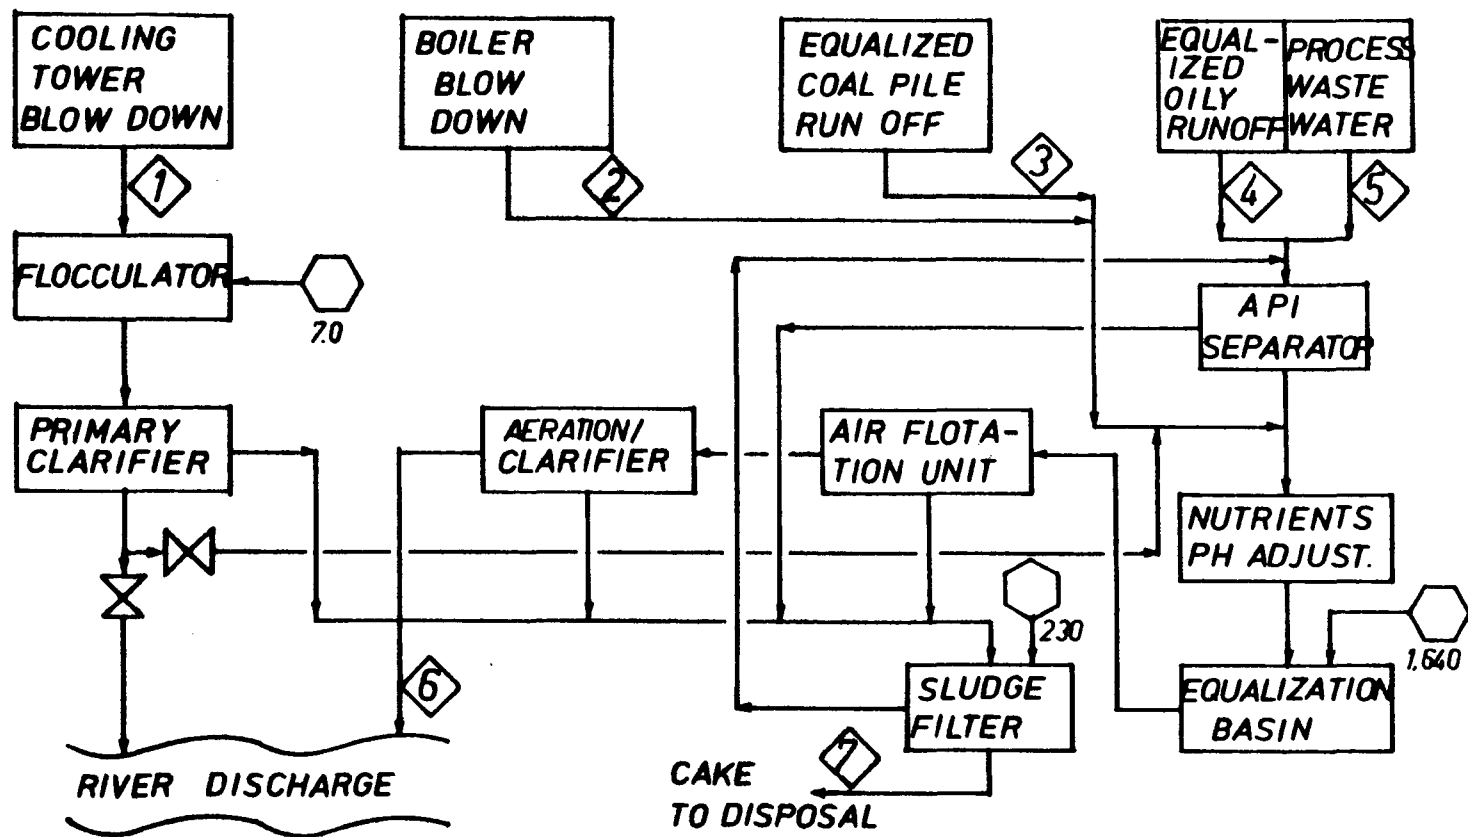 COOLING
TOWER
BLOW DOWN
BOILER
BLOW
DOWN
EQUALIZED
COAL PILE
RUN OFF
EQUAL-
IZED
OILY
RUNOFF
PROCESS
WASTE
WATER
1
2
3
4
5
FLOCCULATOR
7.0
API
SEPARATOR
PRIMARY
CLARIFIER
AERATION/
CLARIFIER
AIR FLOTA-
TION UNIT
NUTRIENTS
PH ADJUST.
230
1,640
6
SLUDGE
FILTER
EQUALIZATION
BASIN
7
RIVER DISCHARGE
CAKE
TO DISPOSAL